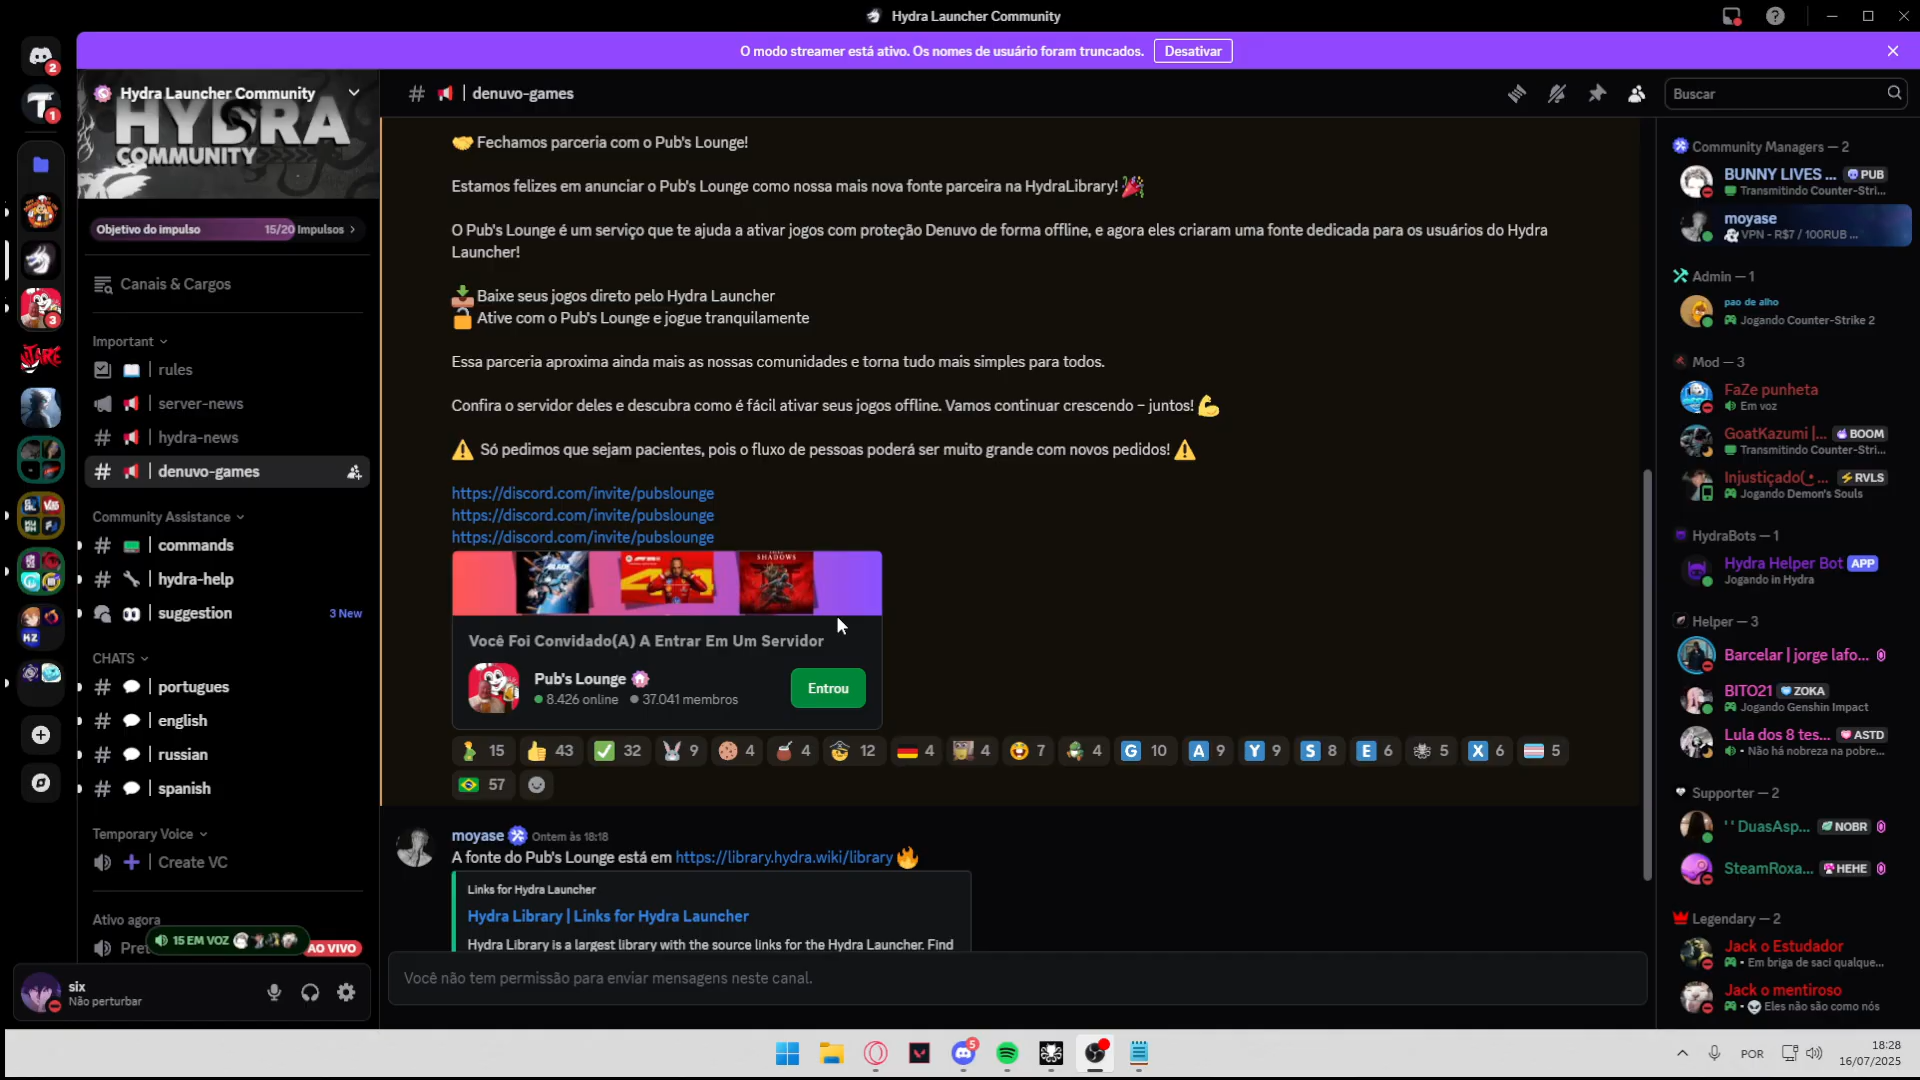 Hydra Launcher Community
O modo streamer está ativo. Os nomes de usuário foram truncados. Desativar
2
1
3
Hydra Launcher Community
HYDRA
COMMUNITY
Objetivo do impulso 15/20 Impulsos
Canais & Cargos
Important
rules
server-news
hydra-news
denuvo-games
Community Assistance
commands
hydra-help
suggestion 3 New
CHATS
portugues
english
russian
spanish
Temporary Voice
Create VC
Ativo agora
15 EM VOZ
AO VIVO
six
Não perturbar
# | denuvo-games
Buscar
🤝 Fechamos parceria com o Pub's Lounge!
Estamos felizes em anunciar o Pub's Lounge como nossa mais nova fonte parceira na HydraLibrary! 🎉
O Pub's Lounge é um serviço que te ajuda a ativar jogos com proteção Denuvo de forma offline, e agora eles criaram uma fonte dedicada para os usuários do Hydra
Launcher!
📥 Baixe seus jogos direto pelo Hydra Launcher
🔓 Ative com o Pub's Lounge e jogue tranquilamente
Essa parceria aproxima ainda mais as nossas comunidades e torna tudo mais simples para todos.
Confira o servidor deles e descubra como é fácil ativar seus jogos offline. Vamos continuar crescendo – juntos! 💪
⚠️ Só pedimos que sejam pacientes, pois o fluxo de pessoas poderá ser muito grande com novos pedidos! ⚠️
https://discord.com/invite/pubslounge
https://discord.com/invite/pubslounge
https://discord.com/invite/pubslounge
SHADOWS
Você Foi Convidado(A) A Entrar Em Um Servidor
Pub's Lounge
8.426 online 37.041 membros
Entrou
15 43 32 9 4 4 12 4 4 7 4 G 10 A 9 Y 9 S 8 E 6 5 X 6 5
57
moyase Ontem às 18:18
A fonte do Pub's Lounge está em https://library.hydra.wiki/library 🔥
Links for Hydra Launcher
Hydra Library | Links for Hydra Launcher
Hydra Library is a largest library with the source links for the Hydra Launcher. Find
Você não tem permissão para enviar mensagens neste canal.
Community Managers — 2
BUNNY LIVES ... PUB
Transmitindo Counter-Stri...
moyase
VPN - R$7 / 100RUB ...
Admin — 1
pao de alho
Jogando Counter-Strike 2
Mod — 3
FaZe punheta
Em voz
GoatKazumi |... BOOM
Transmitindo Counter-Stri...
Injustiçado(•... RVLS
Jogando Demon's Souls
HydraBots — 1
Hydra Helper Bot APP
Jogando in Hydra
Helper — 3
Barcelar | jorge lafo...
BITO21 ZOKA
Jogando Genshin Impact
Lula dos 8 tes... ASTD
• Não há nobreza na pobre...
Supporter — 2
' ' DuasAsp... NOBR
SteamRoxa... HEHE
Legendary — 2
Jack o Estudador
• Em briga de saci qualque...
Jack o mentiroso
• Eles não são como nós
5
POR
18:28
16/07/2025